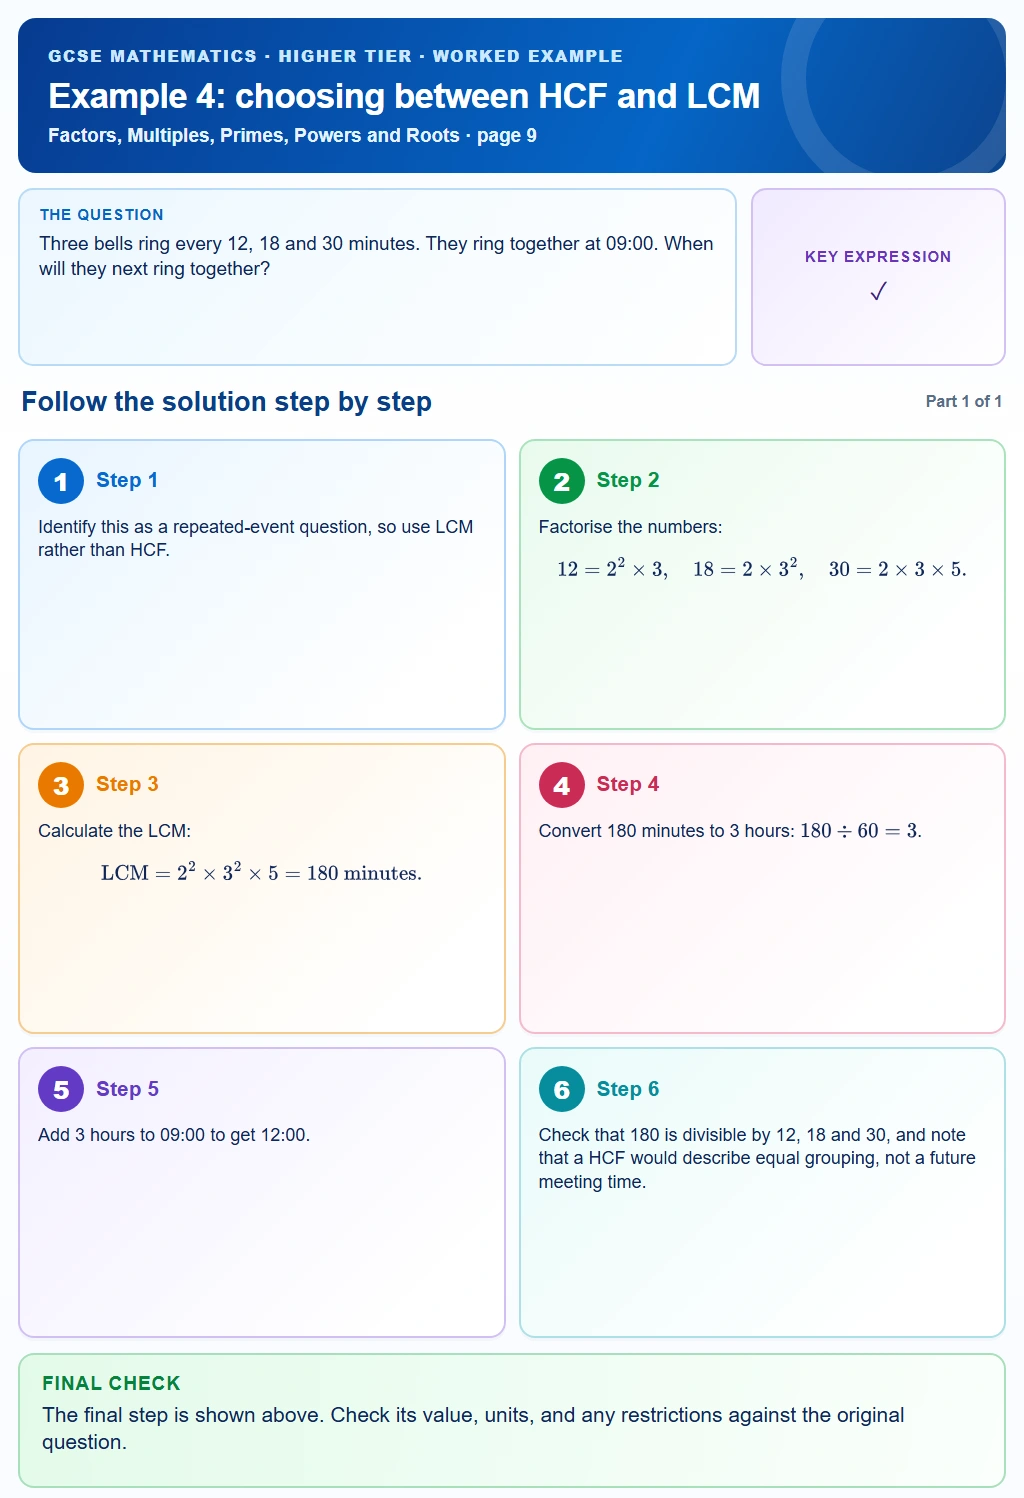 GCSE MATHEMATICS · HIGHER TIER · WORKED EXAMPLE
Example 4: choosing between HCF and LCM
Factors, Multiples, Primes, Powers and Roots · page 9
THE QUESTION
Three bells ring every 12, 18 and 30 minutes. They ring together at 09:00. When
will they next ring together?
KEY EXPRESSION
✓
Follow the solution step by step
Part 1 of 1
1 Step 1
Identify this as a repeated-event question, so use LCM
rather than HCF.
2 Step 2
Factorise the numbers:
12 = 2² × 3, 18 = 2 × 3², 30 = 2 × 3 × 5.
3 Step 3
Calculate the LCM:
LCM = 2² × 3² × 5 = 180 minutes.
4 Step 4
Convert 180 minutes to 3 hours: 180 ÷ 60 = 3.
5 Step 5
Add 3 hours to 09:00 to get 12:00.
6 Step 6
Check that 180 is divisible by 12, 18 and 30, and note
that a HCF would describe equal grouping, not a future
meeting time.
FINAL CHECK
The final step is shown above. Check its value, units, and any restrictions against the original
question.